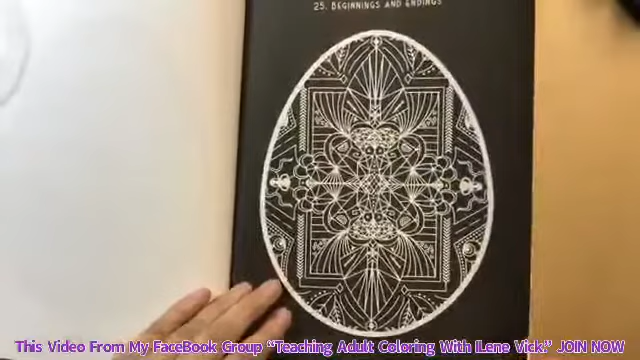 25. BEGINNINGS AND ENDINGS
This Video From My FaceBook Group "Teaching Adult Coloring With ILene Vick" JOIN NOW